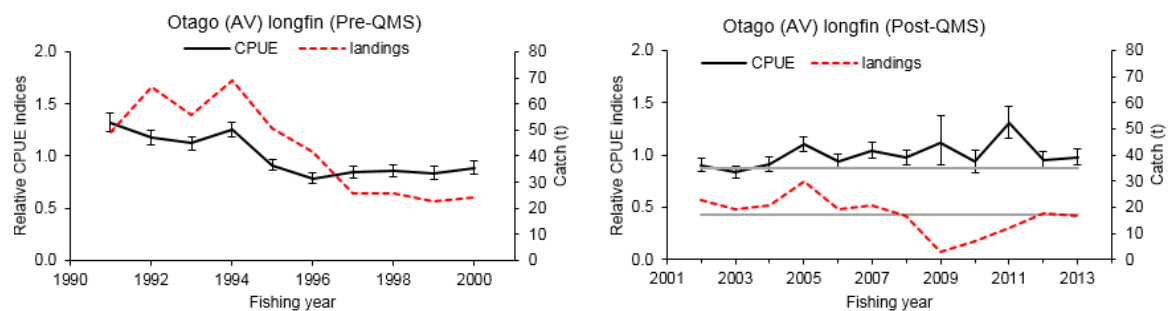 Otago (AV) longfin (Pre-QMS)
CPUE landings
2.0 1.5 1.0 0.5 0.0
Relative CPUE indices
80 70 60 50 40 30 20 10 0
Catch (t)
1990 1992 1994 1996 1998 2000
Fishing year
Otago (AV) longfin (Post-QMS)
CPUE landings
2.0 1.5 1.0 0.5 0.0
Relative CPUE indices
80 70 60 50 40 30 20 10 0
Catch (t)
2001 2003 2005 2007 2009 2011 2013
Fishing year